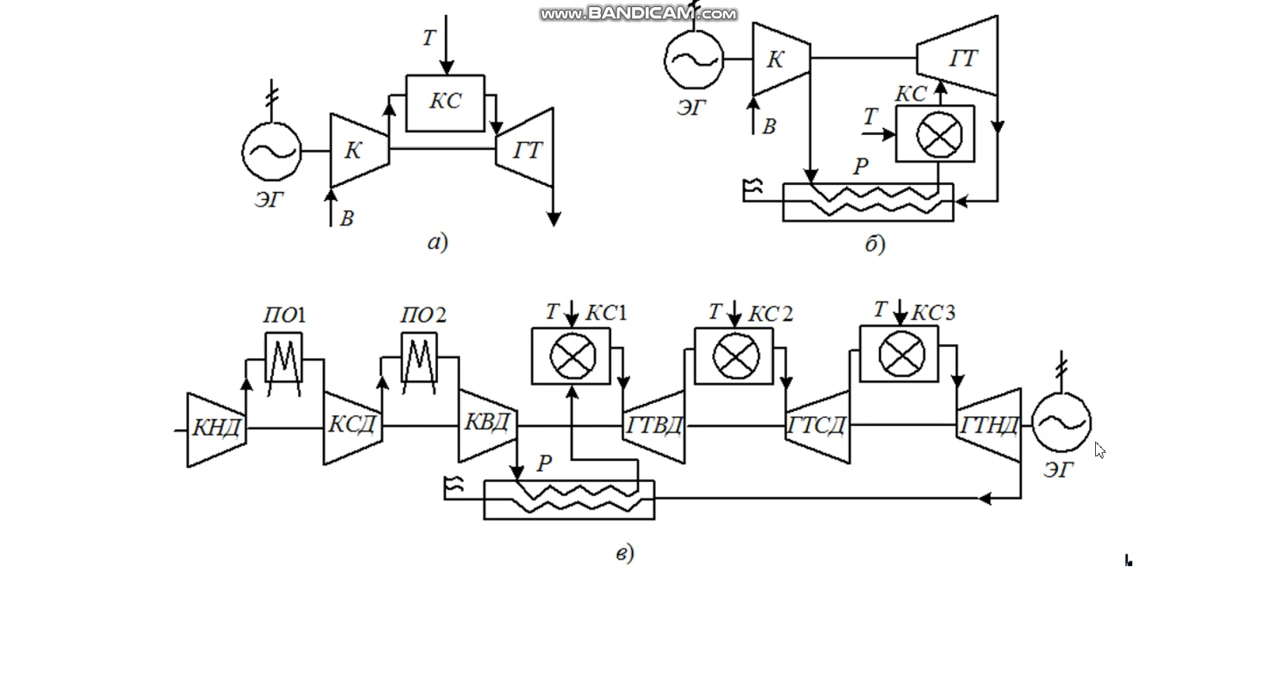 www.BANDICAM.com
T
КС
К
ГТ
ЭГ
В
а)
К
ГТ
ЭГ
В
КС
Т
Р
б)
ПО1
ПО2
Т
КС1
Т
КС2
Т
КС3
КНД
КСД
КВД
ГТВД
ГТСД
ГТНД
ЭГ
Р
в)